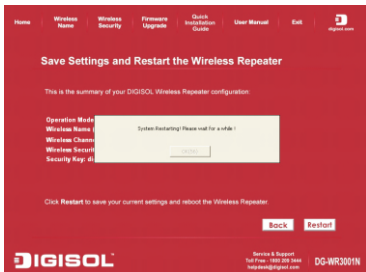 Home
Wireless Name
Wireless Security
Firmware Upgrade
Quick Installation Guide
User Manual
Exit
digisol.com
Save Settings and Restart the Wireless Repeater
This is the summary of your DIGISOL Wireless Repeater configuration:
Operation Mode
Wireless Name (
Wireless Chann
Wireless Securit
Security Key: di
System Restarting! Please wait for a while !
Click Restart to save your current settings and reboot the Wireless Repeater.
Back Restart
DIGISOL
Service & Support
Toll Free - 1800 209 3444
helpdesk@digisol.com
DG-WR3001N